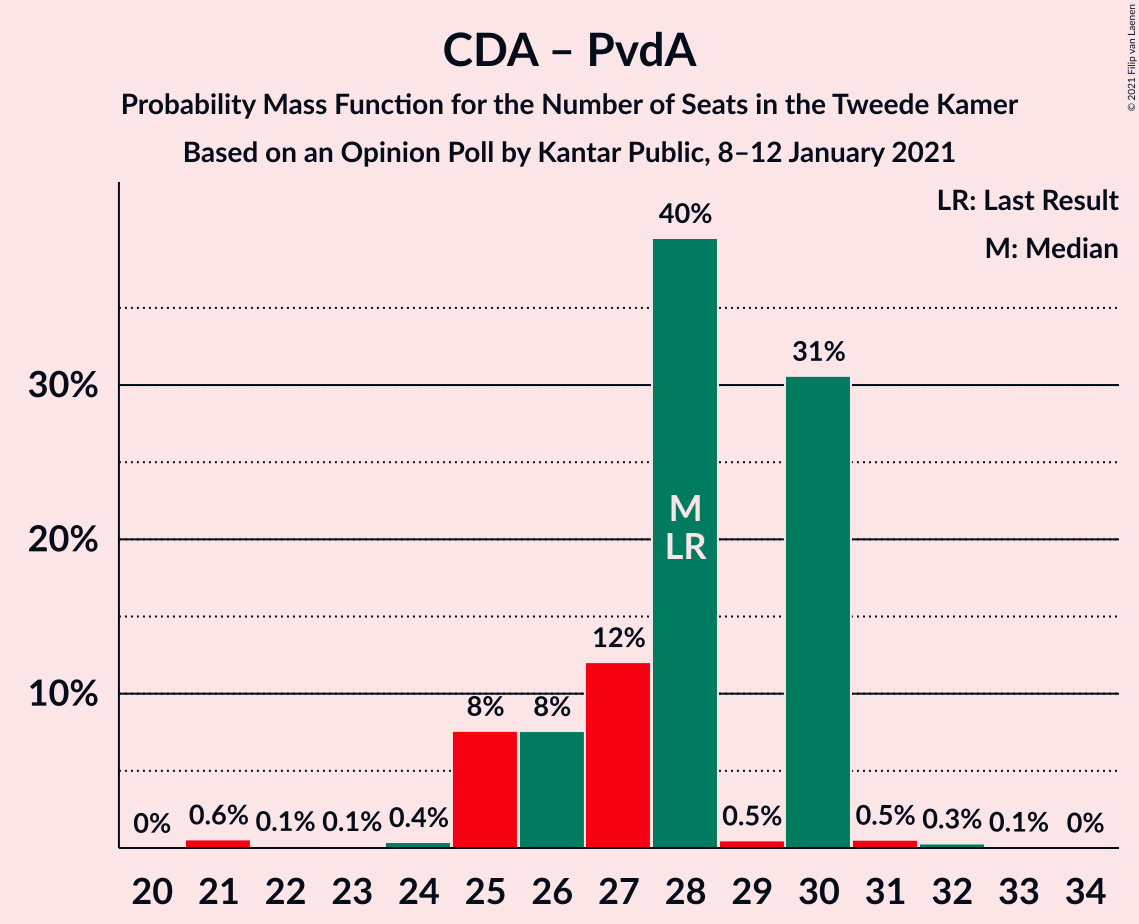 CDA – PvdA
Probability Mass Function for the Number of Seats in the Tweede Kamer
Based on an Opinion Poll by Kantar Public, 8–12 January 2021
© 2021 Filip van Laenen
LR: Last Result
M: Median
30%
20%
10%
0%
0.6%
0.1%
0.1%
0.4%
8%
8%
12%
40%
0.5%
31%
0.5%
0.3%
0.1%
0%
M
LR
20 21 22 23 24 25 26 27 28 29 30 31 32 33 34